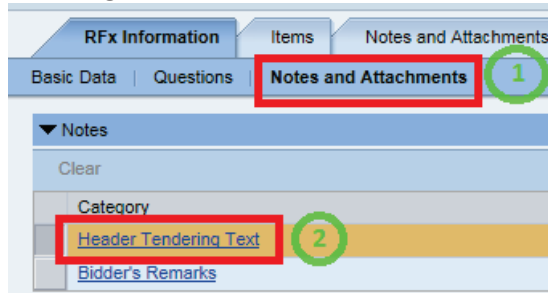 RFx Information Items Notes and Attachments
Basic Data | Questions | Notes and Attachments 1
Notes
Clear
Category
Header Tendering Text 2
Bidder's Remarks